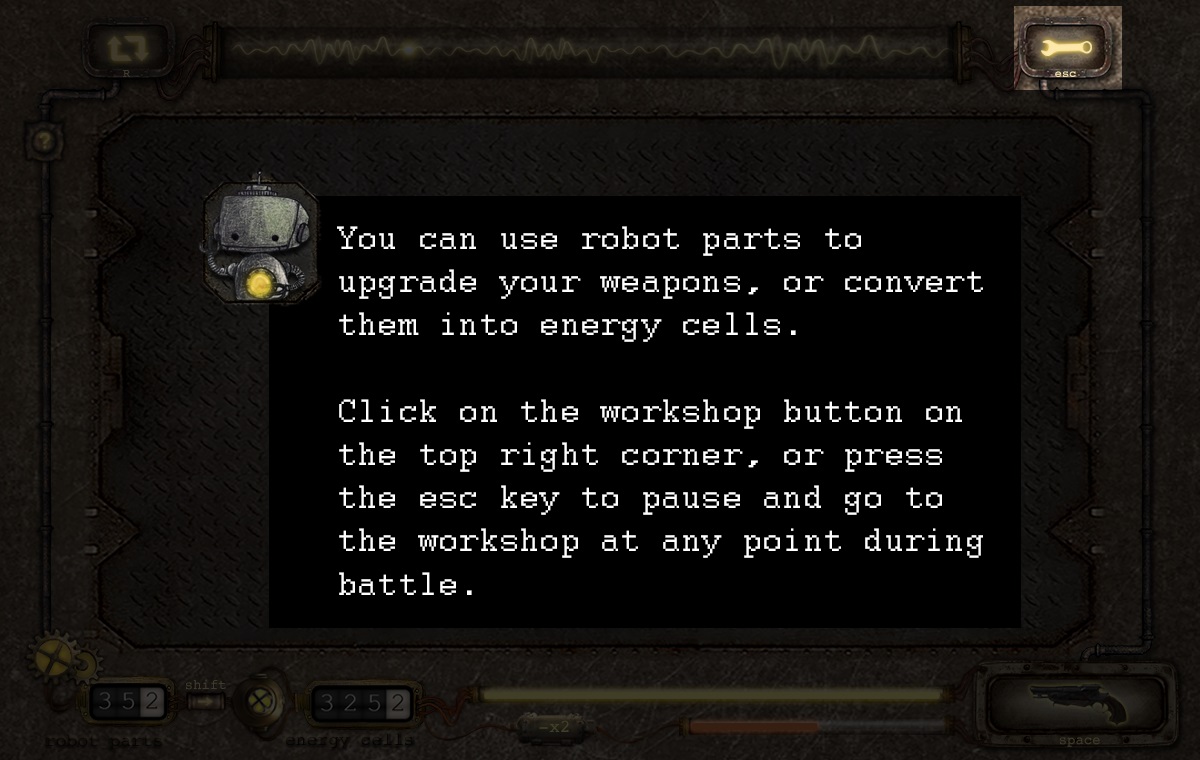 R
esc
?
You can use robot parts to
upgrade your weapons, or convert
them into energy cells.
Click on the workshop button on
the top right corner, or press
the esc key to pause and go to
the workshop at any point during
battle.
352
shift
3252
-x2
robot parts
energy cells
space